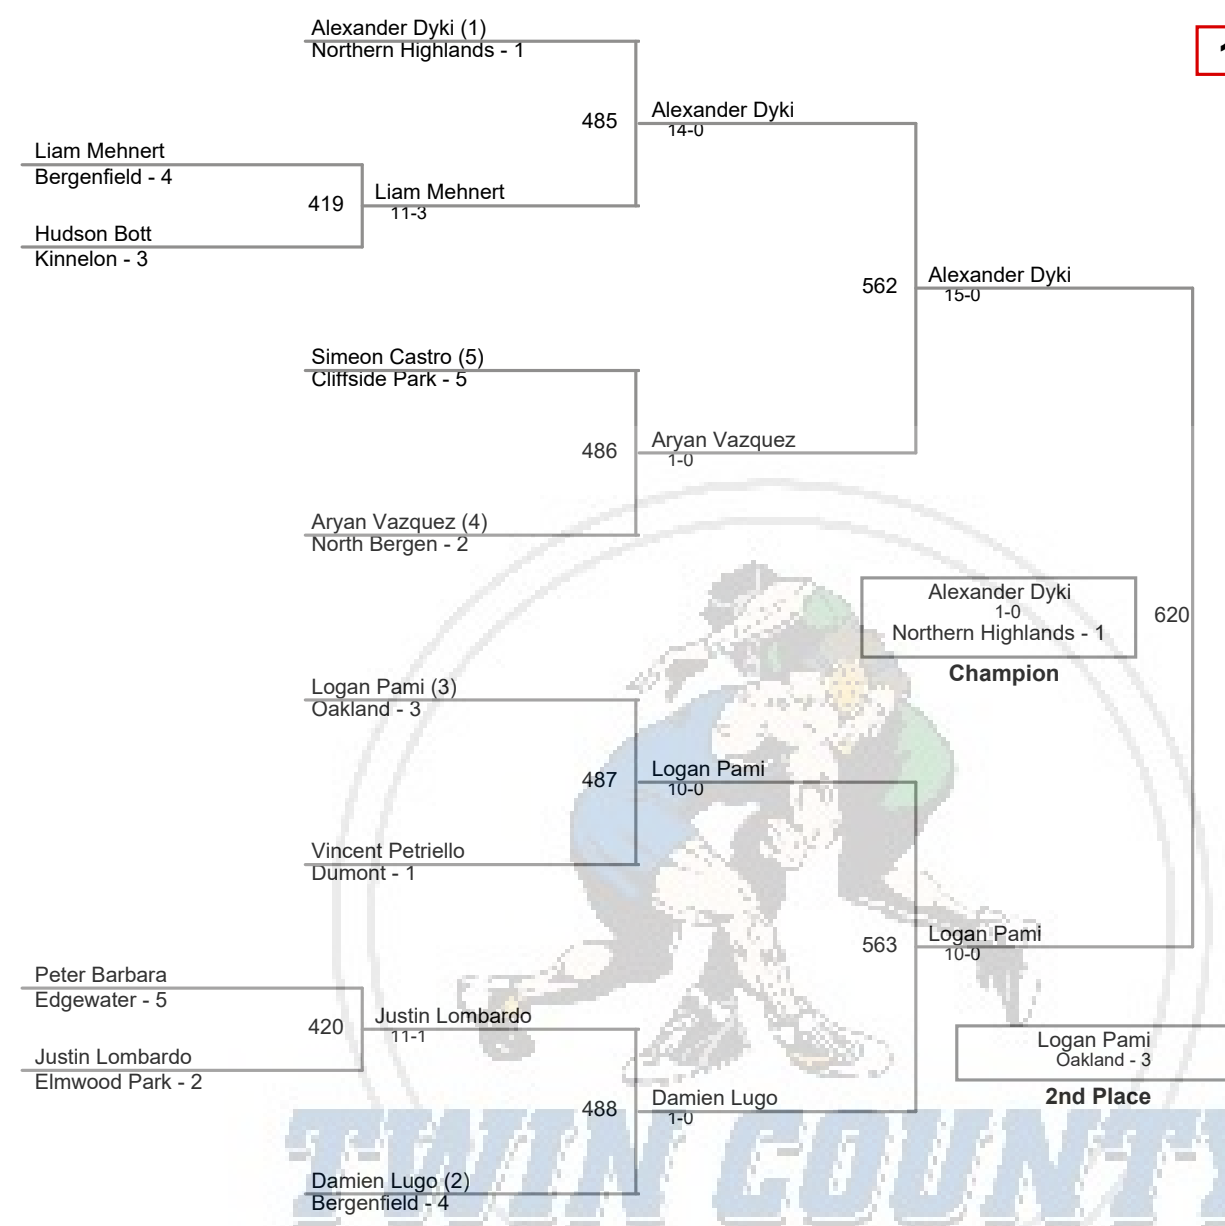 Alexander Dyki (1)
Northern Highlands - 1
485
Alexander Dyki
14-0
Liam Mehnert
Bergenfield - 4
419
Liam Mehnert
11-3
Hudson Bott
Kinnelon - 3
562
Alexander Dyki
15-0
Simeon Castro (5)
Cliffside Park - 5
486
Aryan Vazquez
1-0
Aryan Vazquez (4)
North Bergen - 2
Alexander Dyki
1-0
Northern Highlands - 1
620
Champion
Logan Pami (3)
Oakland - 3
487
Logan Pami
10-0
Vincent Petriello
Dumont - 1
563
Logan Pami
10-0
Peter Barbara
Edgewater - 5
420
Justin Lombardo
11-1
Justin Lombardo
Elmwood Park - 2
Logan Pami
Oakland - 3
2nd Place
488
Damien Lugo
1-0
Damien Lugo (2)
Bergenfield - 4
TWIN COUNTY